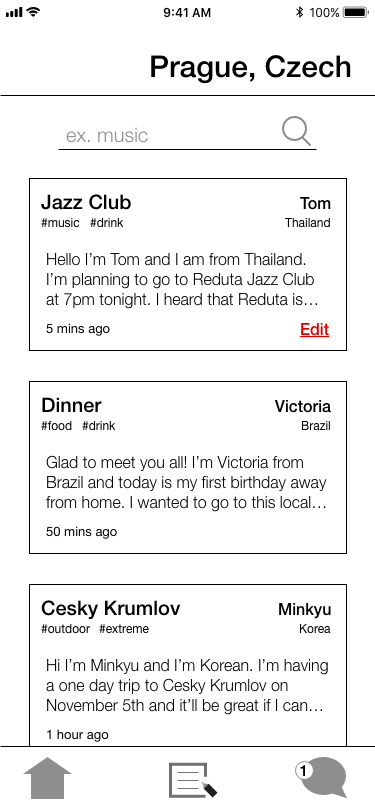 9:41 AM 100%
Prague, Czech
ex. music
Jazz Club Tom
#music #drink Thailand
Hello I'm Tom and I am from Thailand.
I'm planning to go to Reduta Jazz Club
at 7pm tonight. I heard that Reduta is…
5 mins ago Edit
Dinner Victoria
#food #drink Brazil
Glad to meet you all! I'm Victoria from
Brazil and today is my first birthday away
from home. I wanted to go to this local…
50 mins ago
Cesky Krumlov Minkyu
#outdoor #extreme Korea
Hi I'm Minkyu and I'm Korean. I'm having
a one day trip to Cesky Krumlov on
November 5th and it'll be great if I can…
1 hour ago
1